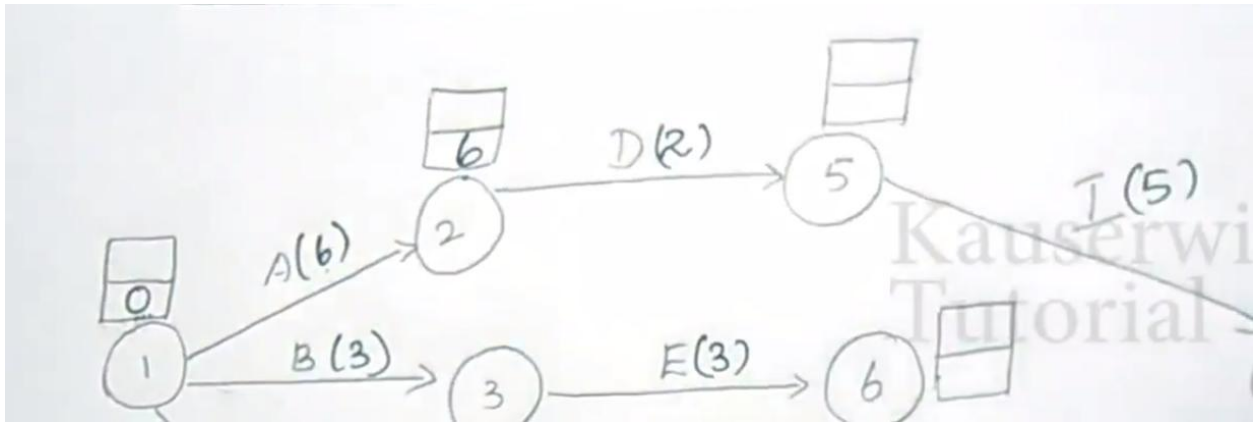 6
D(2)
5
I(5)
A(6)
2
0
1
B(3)
3
E(3)
6
Kauserwi
Tutorial